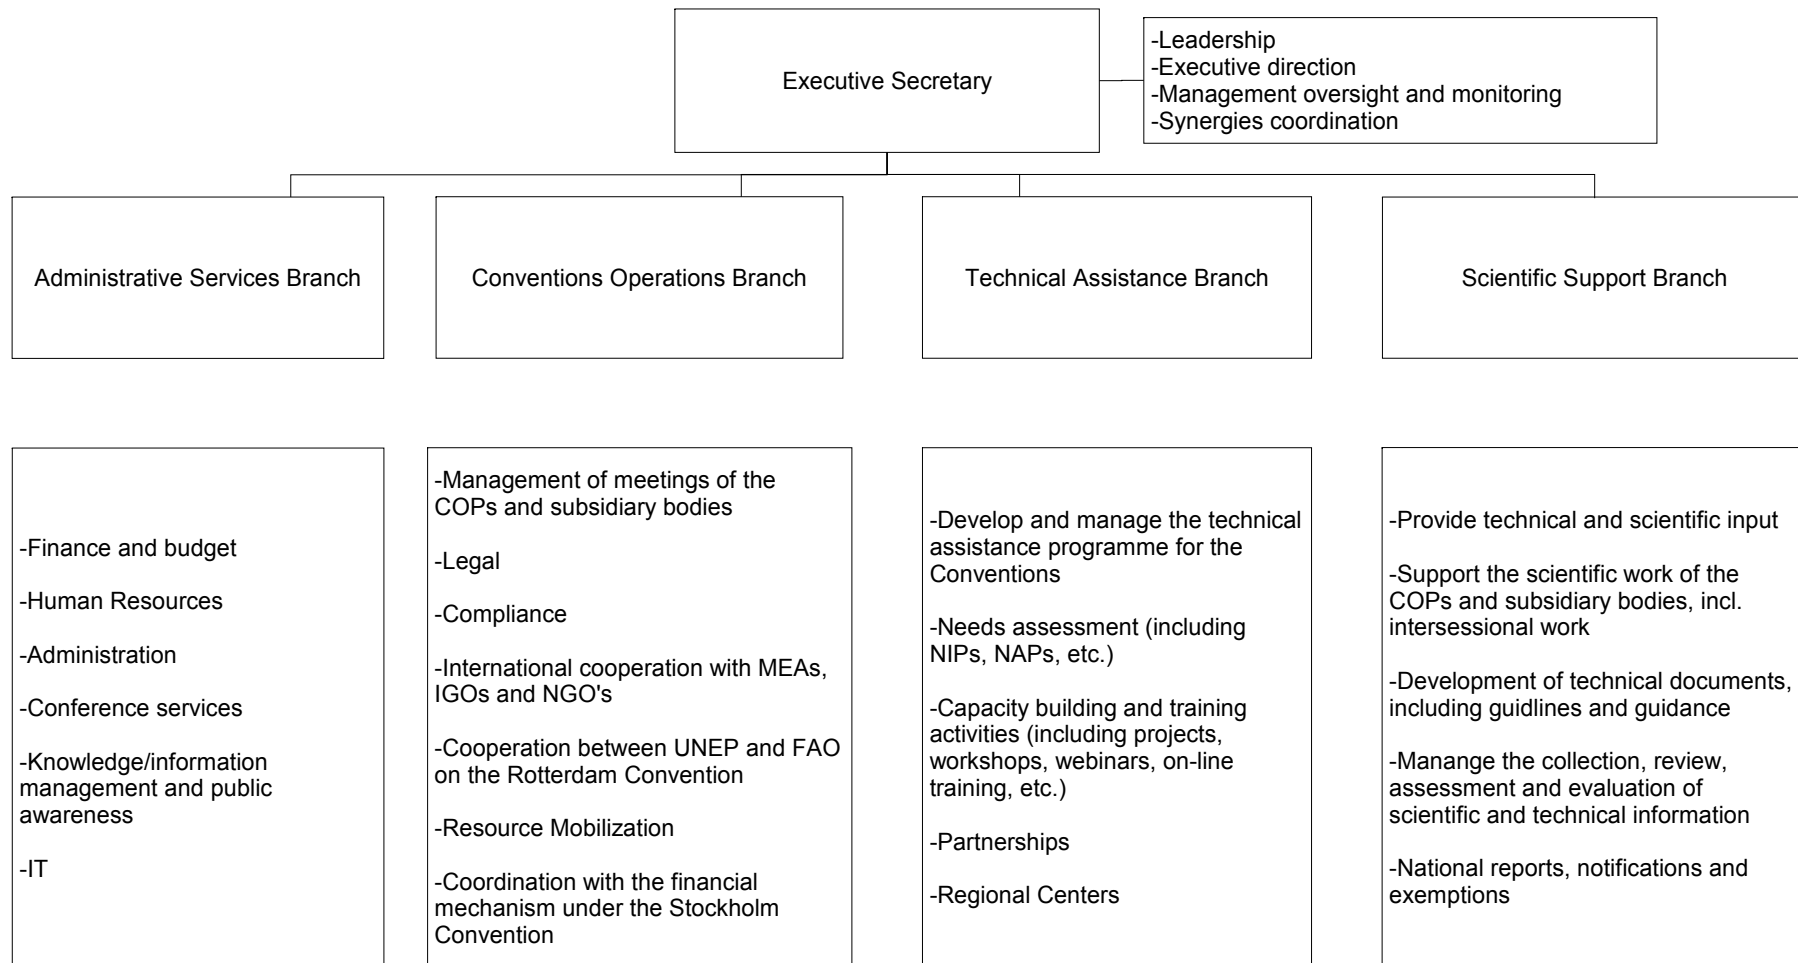 Executive Secretary
-Leadership
-Executive direction
-Management oversight and monitoring
-Synergies coordination
Administrative Services Branch
Conventions Operations Branch
Technical Assistance Branch
Scientific Support Branch
-Finance and budget
-Human Resources
-Administration
-Conference services
-Knowledge/information
management and public
awareness
-IT
-Management of meetings of the
COPs and subsidiary bodies
-Legal
-Compliance
-International cooperation with MEAs,
IGOs and NGO's
-Cooperation between UNEP and FAO
on the Rotterdam Convention
-Resource Mobilization
-Coordination with the financial
mechanism under the Stockholm
Convention
-Develop and manage the technical
assistance programme for the
Conventions
-Needs assessment (including
NIPs, NAPs, etc.)
-Capacity building and training
activities (including projects,
workshops, webinars, on-line
training, etc.)
-Partnerships
-Regional Centers
-Provide technical and scientific input
-Support the scientific work of the
COPs and subsidiary bodies, incl.
intersessional work
-Development of technical documents,
including guidlines and guidance
-Manange the collection, review,
assessment and evaluation of
scientific and technical information
-National reports, notifications and
exemptions